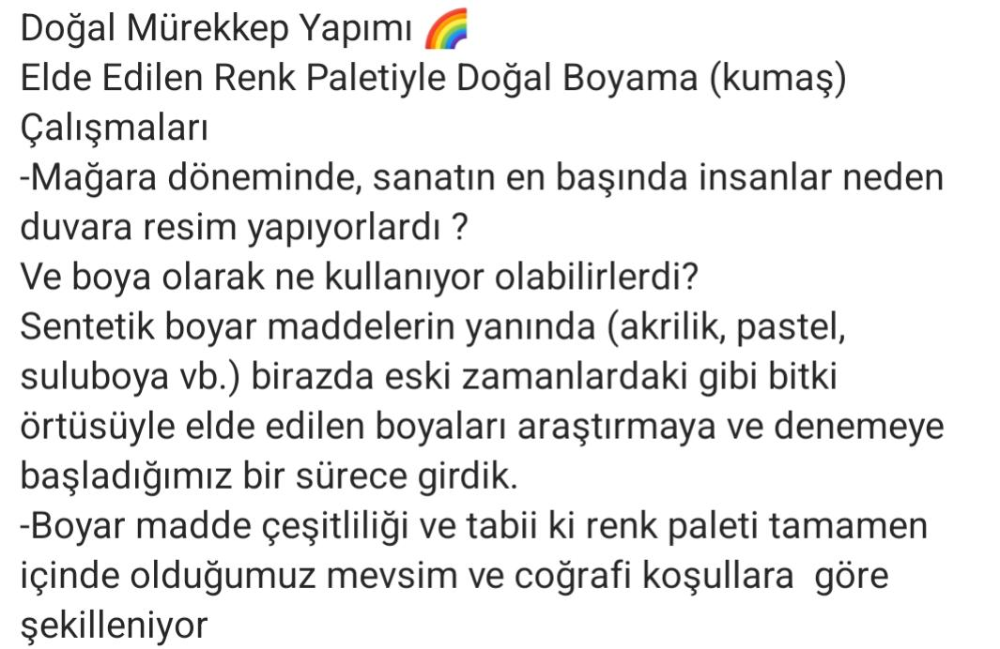 Doğal Mürekkep Yapımı 🌈
Elde Edilen Renk Paletiyle Doğal Boyama (kumaş)
Çalışmaları
-Mağara döneminde, sanatın en başında insanlar neden
duvara resim yapıyorlardı ?
Ve boya olarak ne kullanıyor olabilirlerdi?
Sentetik boyar maddelerin yanında (akrilik, pastel,
suluboya vb.) birazda eski zamanlardaki gibi bitki
örtüsüyle elde edilen boyaları araştırmaya ve denemeye
başladığımız bir sürece girdik.
-Boyar madde çeşitliliği ve tabii ki renk paleti tamamen
içinde olduğumuz mevsim ve coğrafi koşullara  göre
şekilleniyor